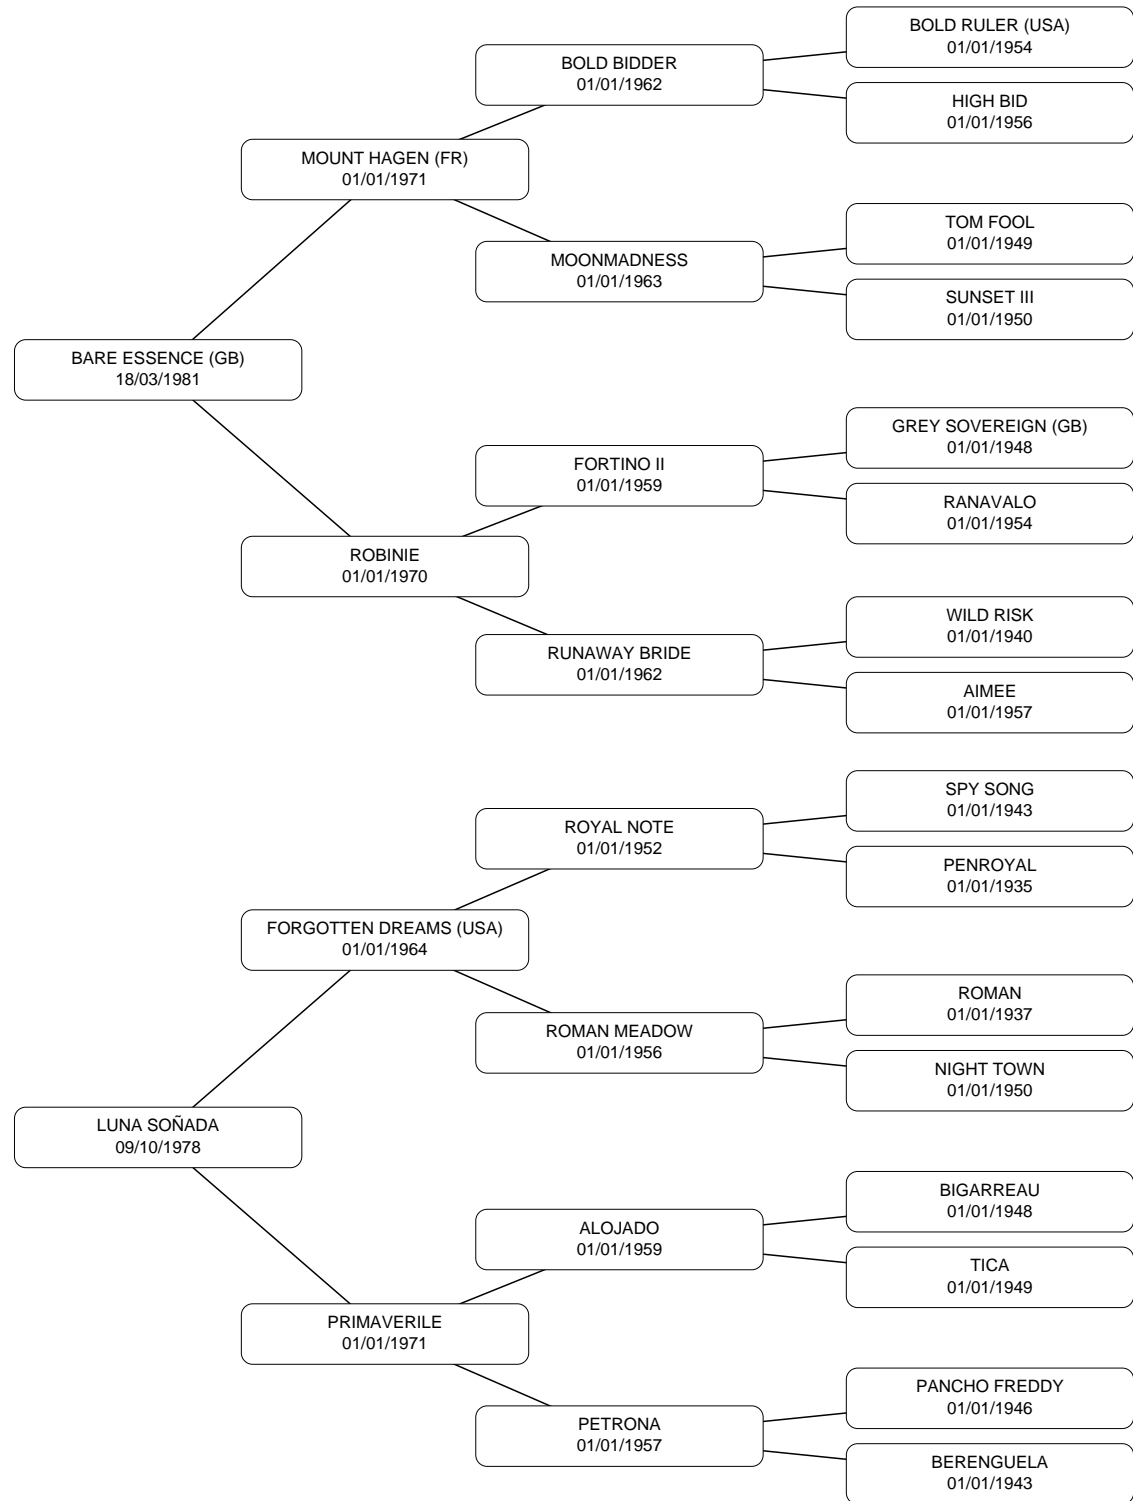 BOLD RULER (USA)
01/01/1954
BOLD BIDDER
01/01/1962
HIGH BID
01/01/1956
MOUNT HAGEN (FR)
01/01/1971
TOM FOOL
01/01/1949
MOONMADNESS
01/01/1963
SUNSET III
01/01/1950
BARE ESSENCE (GB)
18/03/1981
GREY SOVEREIGN (GB)
01/01/1948
FORTINO II
01/01/1959
RANAVALO
01/01/1954
ROBINIE
01/01/1970
WILD RISK
01/01/1940
RUNAWAY BRIDE
01/01/1962
AIMEE
01/01/1957
SPY SONG
01/01/1943
ROYAL NOTE
01/01/1952
PENROYAL
01/01/1935
FORGOTTEN DREAMS (USA)
01/01/1964
ROMAN
01/01/1937
ROMAN MEADOW
01/01/1956
NIGHT TOWN
01/01/1950
LUNA SOÑADA
09/10/1978
BIGARREAU
01/01/1948
ALOJADO
01/01/1959
TICA
01/01/1949
PRIMAVERILE
01/01/1971
PANCHO FREDDY
01/01/1946
PETRONA
01/01/1957
BERENGUELA
01/01/1943